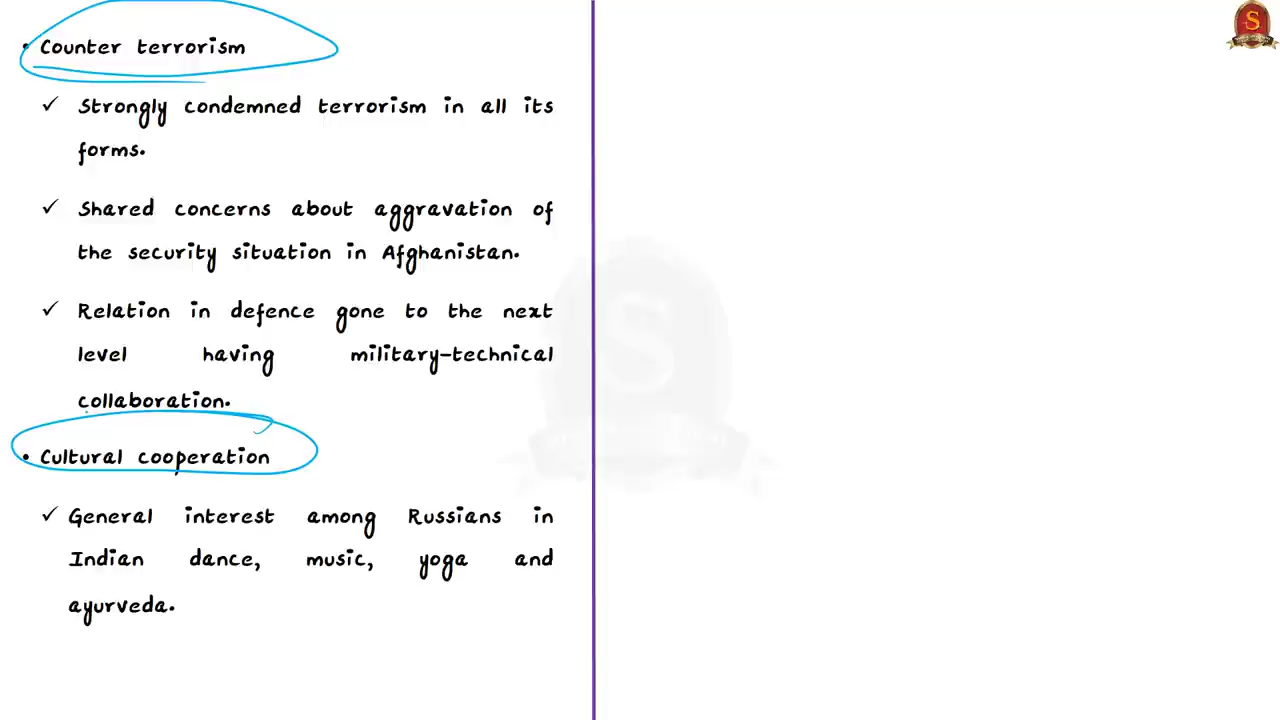 • Counter terrorism
✓ Strongly condemned terrorism in all its
forms.
✓ Shared concerns about aggravation of
the security situation in Afghanistan.
✓ Relation in defence gone to the next
level having military-technical
collaboration.
• Cultural cooperation
✓ General interest among Russians in
Indian dance, music, yoga and
ayurveda.
S
S